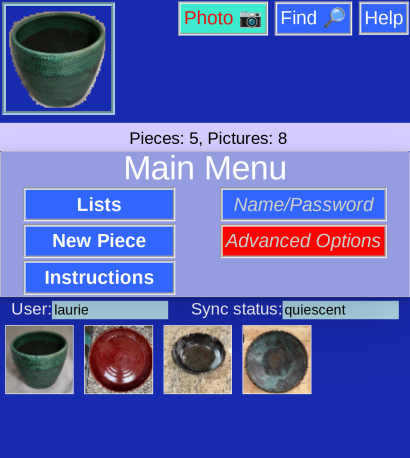 Photo 📷 Find 🔎 Help
Pieces: 5, Pictures: 8
Main Menu
Lists Name/Password
New Piece Advanced Options
Instructions
User: laurie Sync status: quiescent